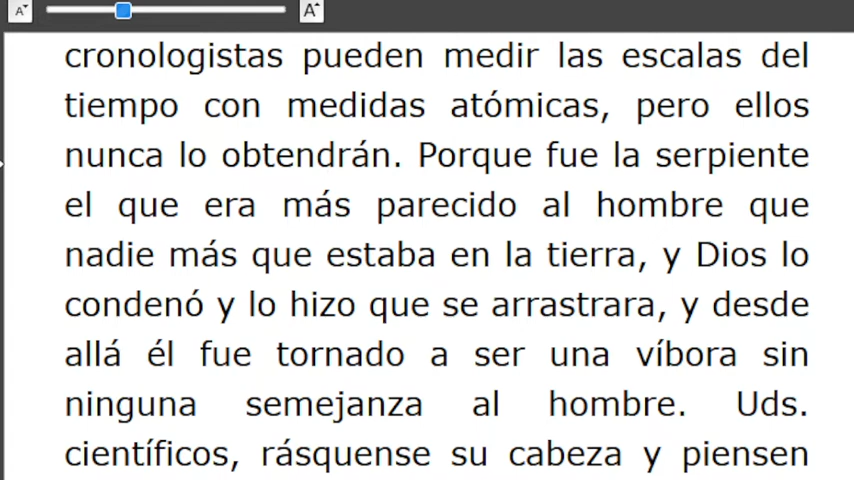 A A
cronologistas pueden medir las escalas del
tiempo con medidas atómicas, pero ellos
nunca lo obtendrán. Porque fue la serpiente
el que era más parecido al hombre que
nadie más que estaba en la tierra, y Dios lo
condenó y lo hizo que se arrastrara, y desde
allá él fue tornado a ser una víbora sin
ninguna semejanza al hombre. Uds.
científicos, rásquense su cabeza y piensen